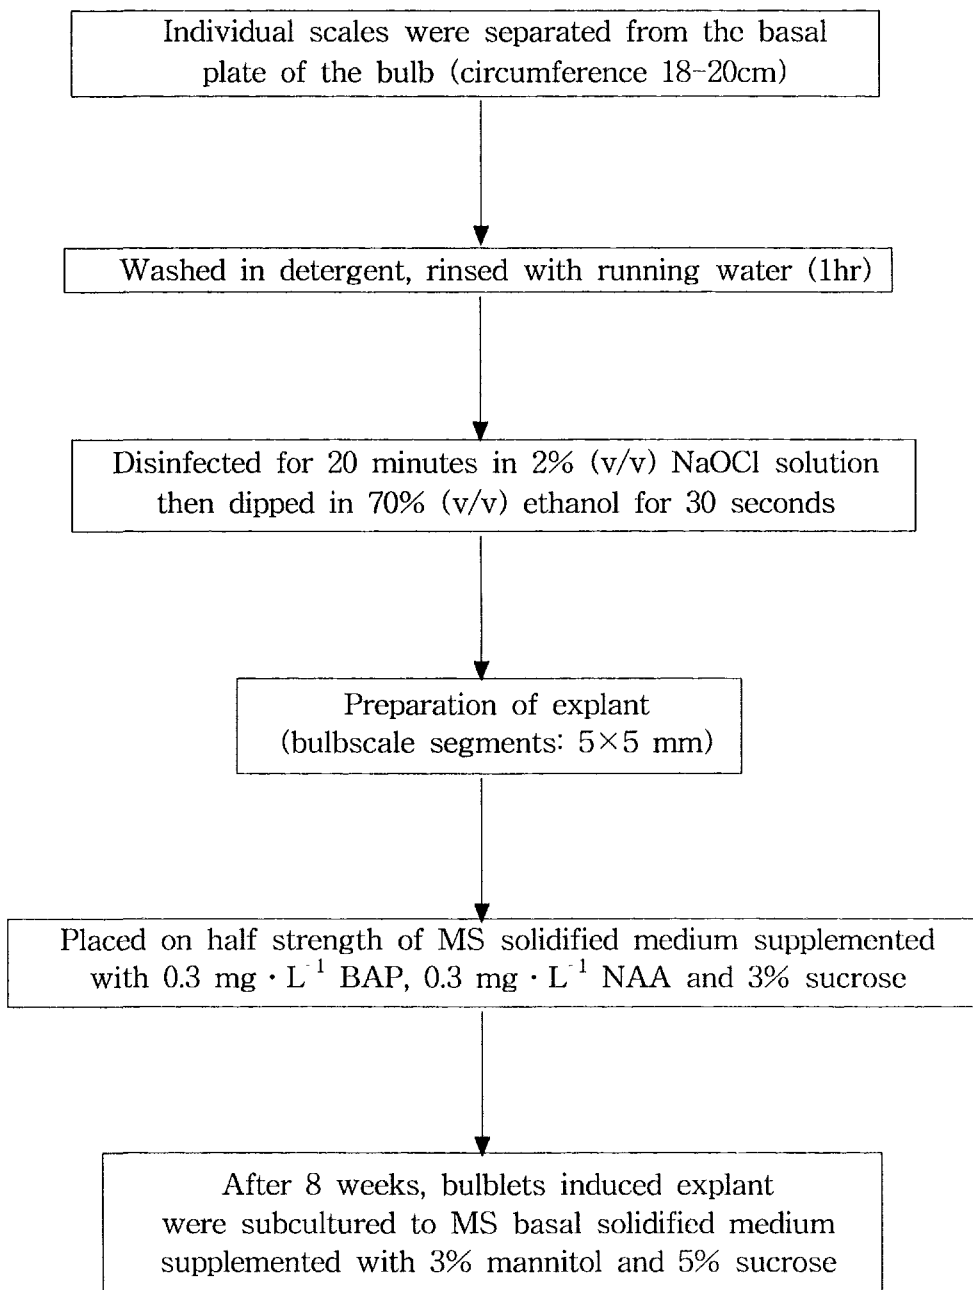 Individual scales were separated from the basal
plate of the bulb (circumference 18-20cm)
Washed in detergent, rinsed with running water (1hr)
Disinfected for 20 minutes in 2% (v/v) NaOCl solution
then dipped in 70% (v/v) ethanol for 30 seconds
Preparation of explant
(bulbscale segments: 5×5 mm)
Placed on half strength of MS solidified medium supplemented
with 0.3 mg · L⁻¹ BAP, 0.3 mg · L⁻¹ NAA and 3% sucrose
After 8 weeks, bulblets induced explant
were subcultured to MS basal solidified medium
supplemented with 3% mannitol and 5% sucrose